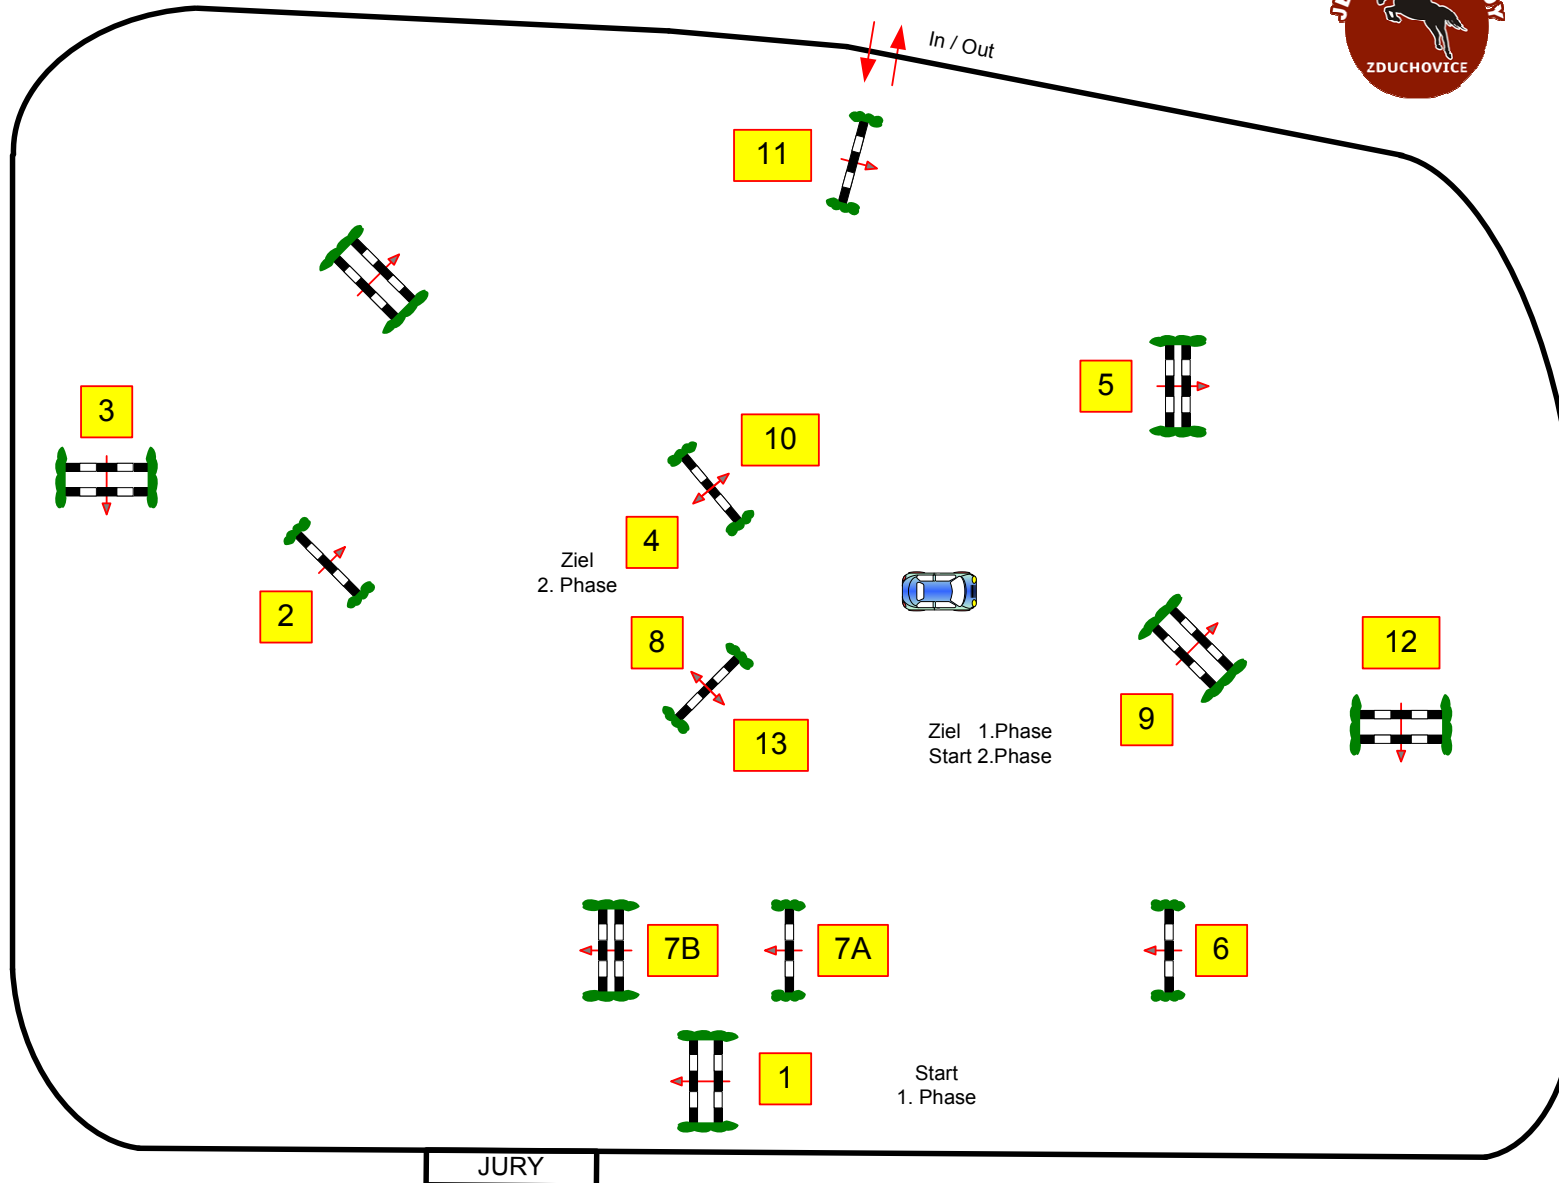 In / Out
ZDUCHOVICE
11
3
5
10
4
Ziel
2. Phase
2
8
12
9
13
Ziel 1.Phase
Start 2.Phase
7B
7A
6
1
Start
1. Phase
JURY